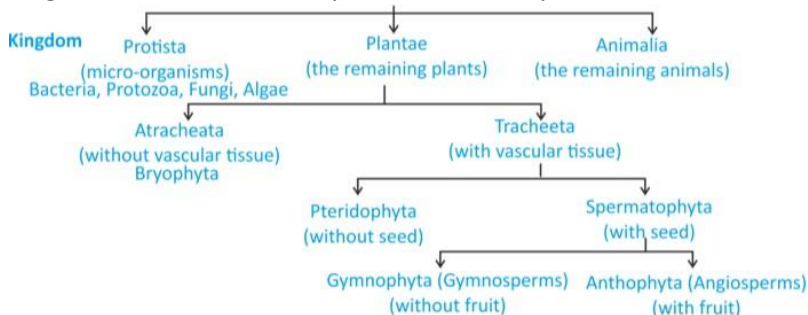 Kingdom
Protista
(micro-organisms)
Bacteria, Protozoa, Fungi, Algae
Plantae
(the remaining plants)
Animalia
(the remaining animals)
Atracheata
(without vascular tissue)
Bryophyta
Tracheeta
(with vascular tissue)
Pteridophyta
(without seed)
Spermatophyta
(with seed)
Gymnophyta (Gymnosperms)
(without fruit)
Anthophyta (Angiosperms)
(with fruit)